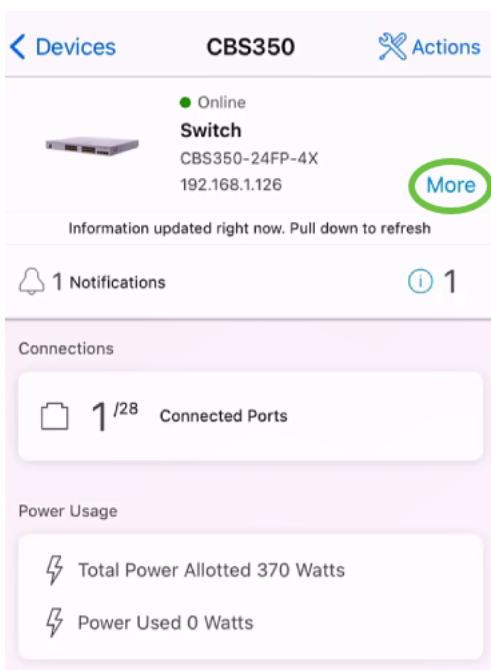 Devices
CBS350
Actions
Online
Switch
CBS350-24FP-4X
192.168.1.126
More
Information updated right now. Pull down to refresh
1 Notifications
1
Connections
1/28 Connected Ports
Power Usage
Total Power Allotted 370 Watts
Power Used 0 Watts